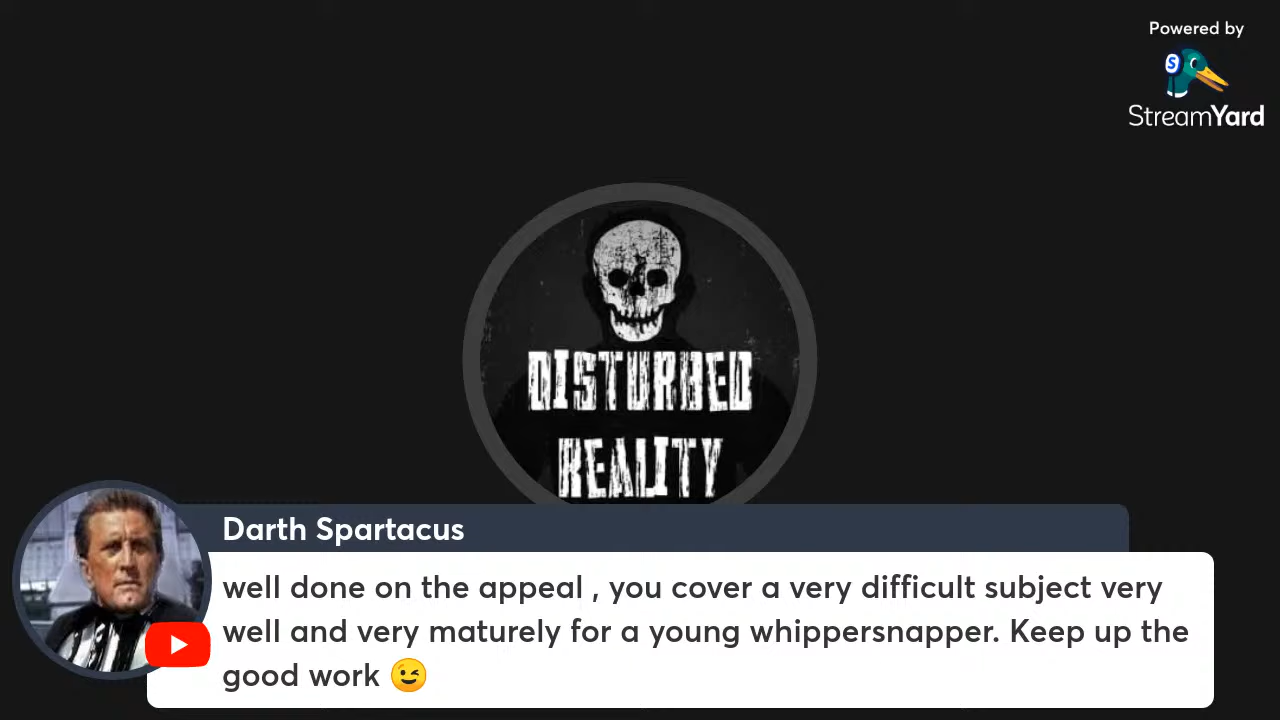 Powered by
S
StreamYard
DISTURBED
REALITY
Darth Spartacus
well done on the appeal , you cover a very difficult subject very
well and very maturely for a young whippersnapper. Keep up the
good work 😉